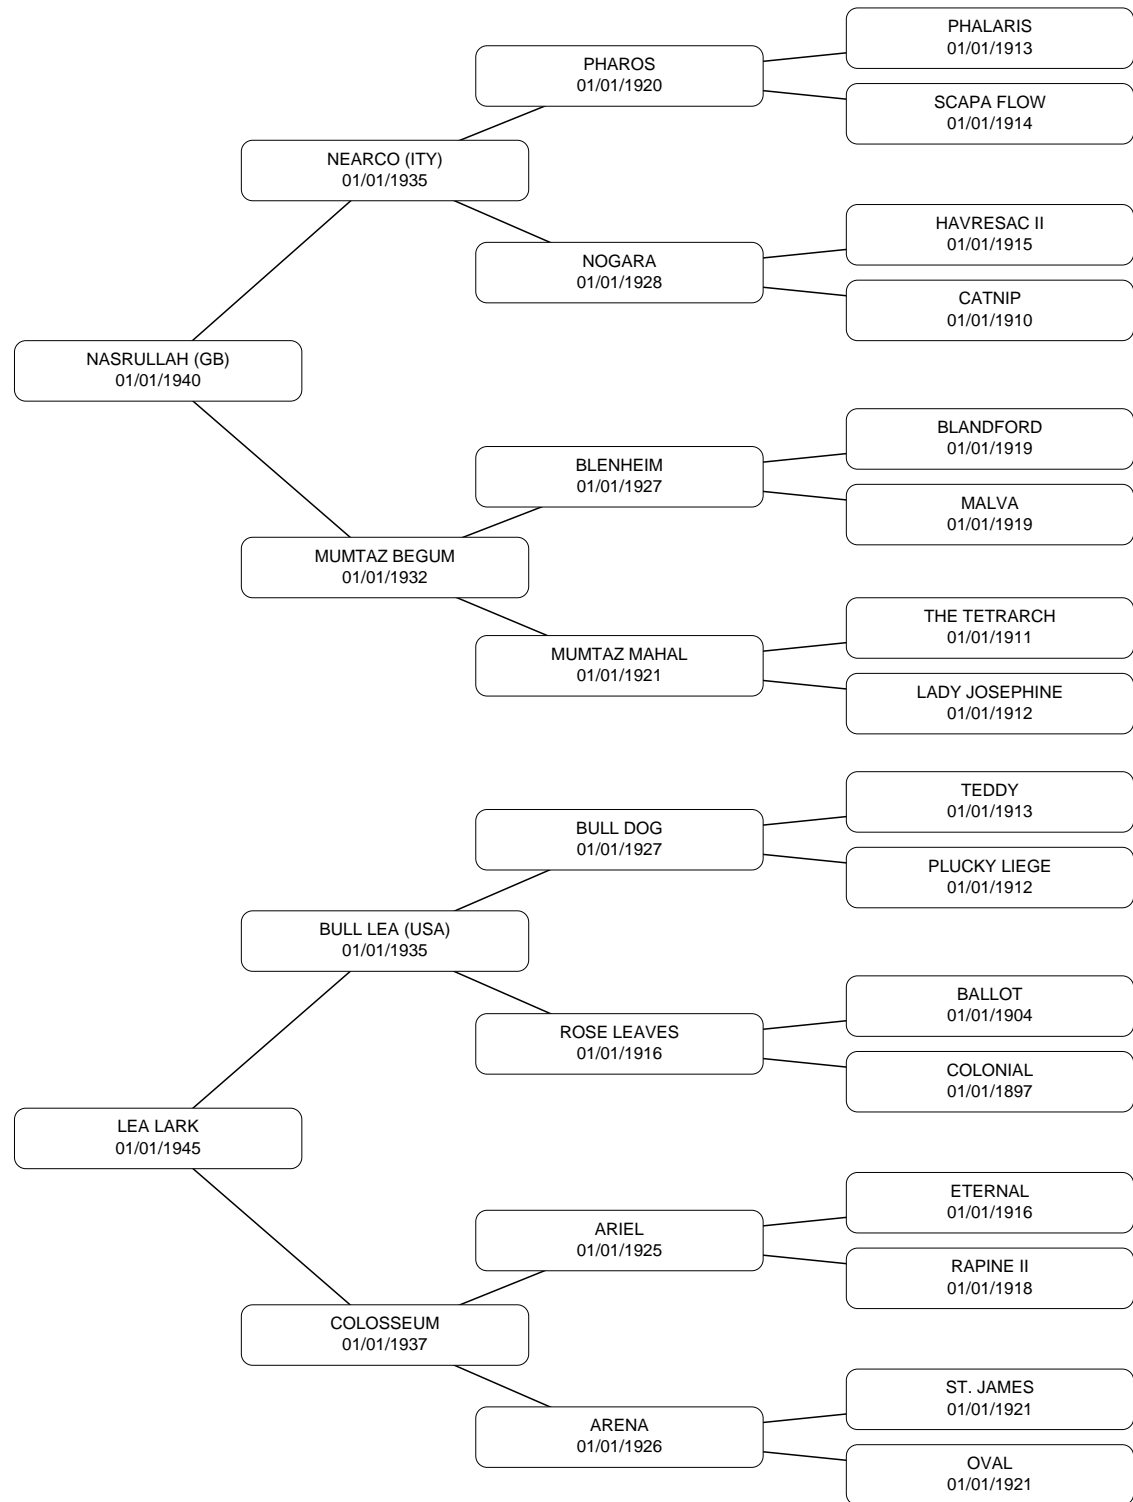 PHALARIS
01/01/1913
PHAROS
01/01/1920
SCAPA FLOW
01/01/1914
NEARCO (ITY)
01/01/1935
HAVRESAC II
01/01/1915
NOGARA
01/01/1928
CATNIP
01/01/1910
NASRULLAH (GB)
01/01/1940
BLANDFORD
01/01/1919
BLENHEIM
01/01/1927
MALVA
01/01/1919
MUMTAZ BEGUM
01/01/1932
THE TETRARCH
01/01/1911
MUMTAZ MAHAL
01/01/1921
LADY JOSEPHINE
01/01/1912
TEDDY
01/01/1913
BULL DOG
01/01/1927
PLUCKY LIEGE
01/01/1912
BULL LEA (USA)
01/01/1935
BALLOT
01/01/1904
ROSE LEAVES
01/01/1916
COLONIAL
01/01/1897
LEA LARK
01/01/1945
ETERNAL
01/01/1916
ARIEL
01/01/1925
RAPINE II
01/01/1918
COLOSSEUM
01/01/1937
ST. JAMES
01/01/1921
ARENA
01/01/1926
OVAL
01/01/1921